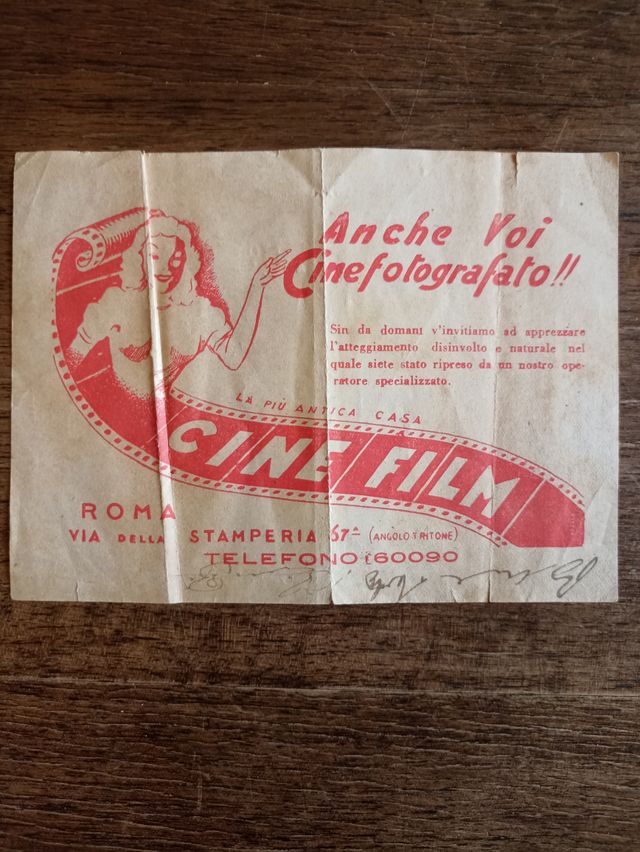 Anche Voi
Cinefotografato!!
Sin da domani v'invitiamo ad apprezzare
l'atteggiamento disinvolto e naturale nel
quale siete stato ripreso da un nostro ope-
ratore specializzato.
LA PIÙ ANTICA CASA
CINE FILM
ROMA
VIA DELLA STAMPERIA 67A (ANGOLO TRITONE)
TELEFONO 60090